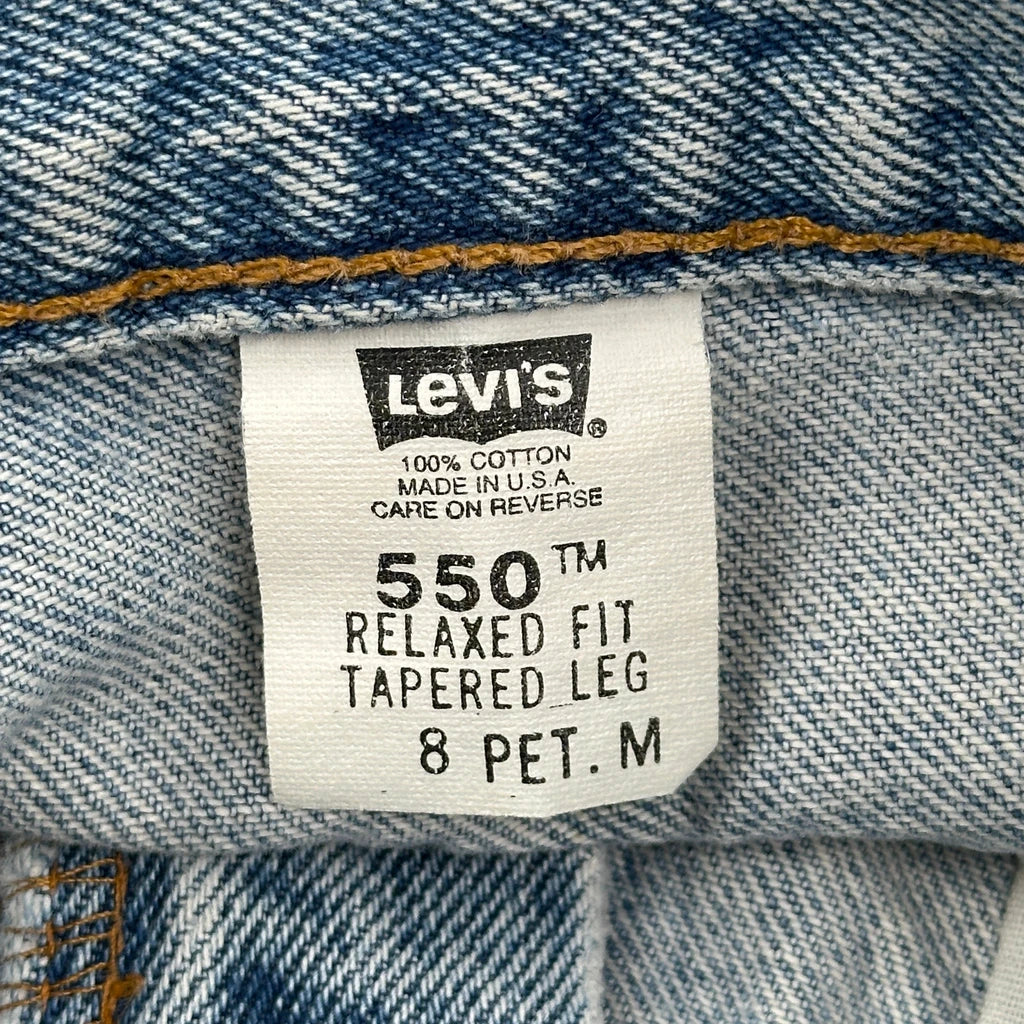 LEVI'S®
100% COTTON
MADE IN U.S.A.
CARE ON REVERSE
550™
RELAXED FIT
TAPERED LEG
8 PET. M